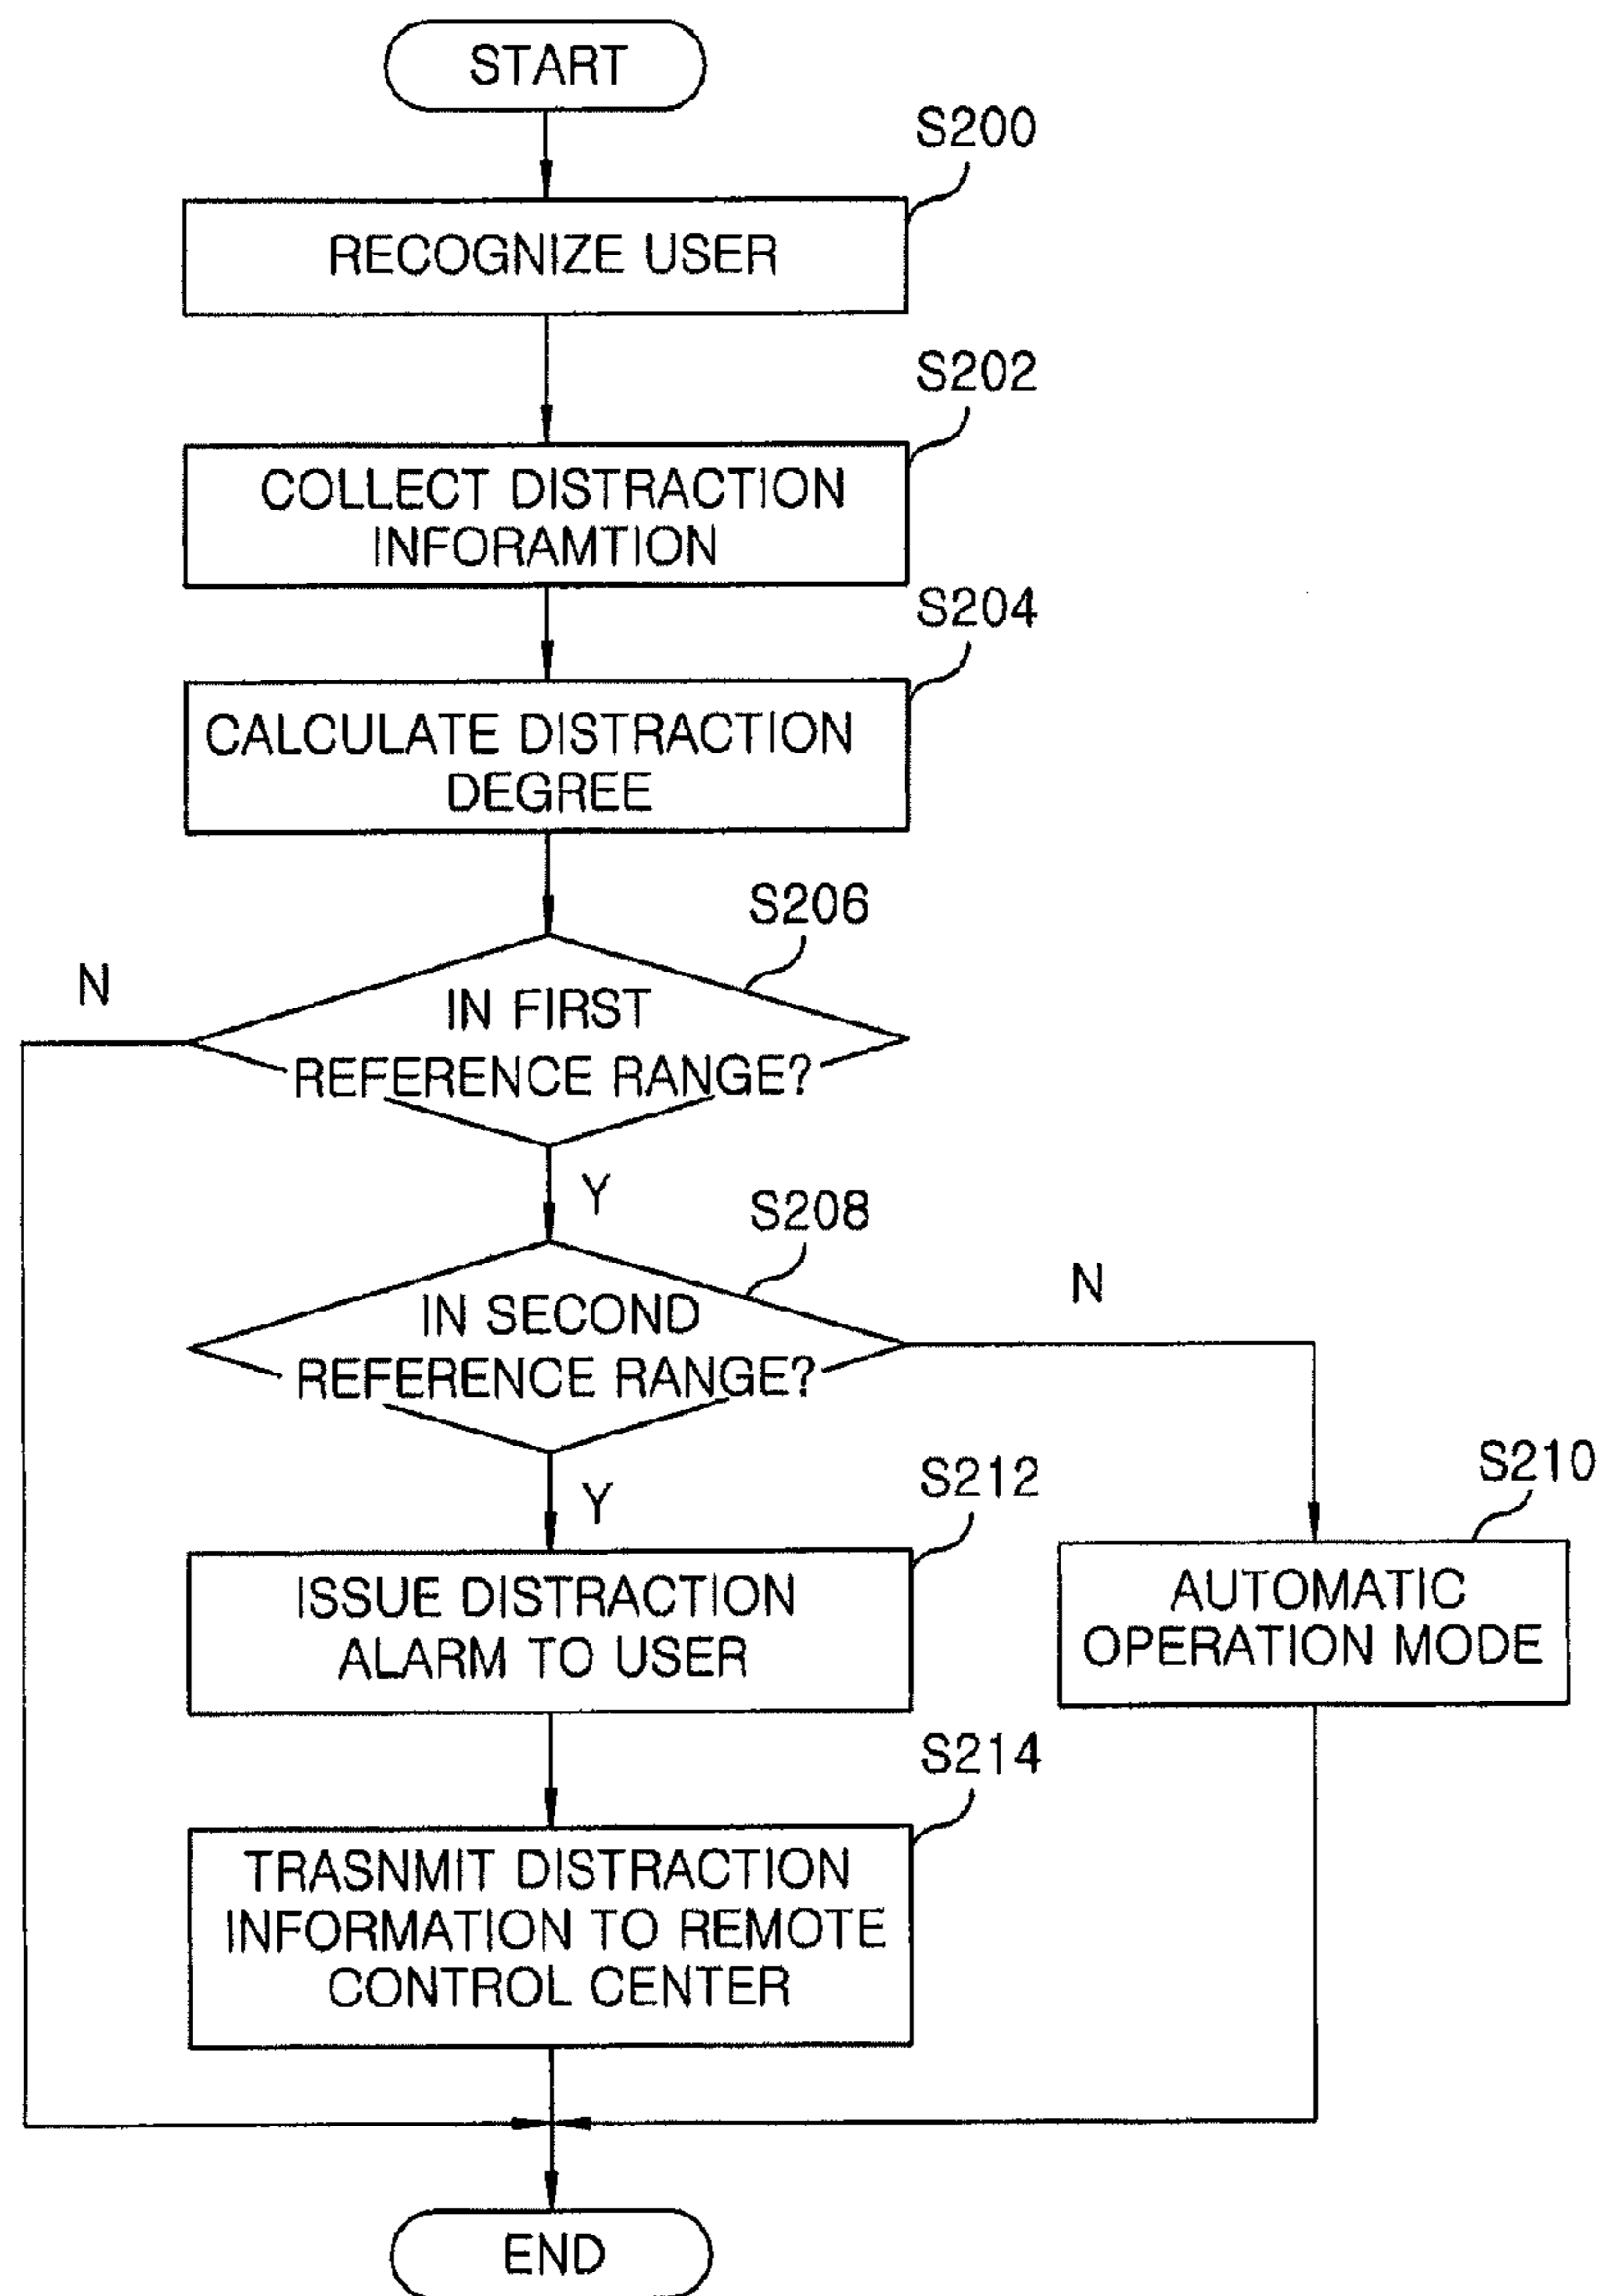 START
S200
RECOGNIZE USER
S202
COLLECT DISTRACTION
INFORAMTION
S204
CALCULATE DISTRACTION
DEGREE
S206
N
IN FIRST
REFERENCE RANGE?
Y
S208
N
IN SECOND
REFERENCE RANGE?
Y
S212
S210
ISSUE DISTRACTION
ALARM TO USER
AUTOMATIC
OPERATION MODE
S214
TRASNMIT DISTRACTION
INFORMATION TO REMOTE
CONTROL CENTER
END